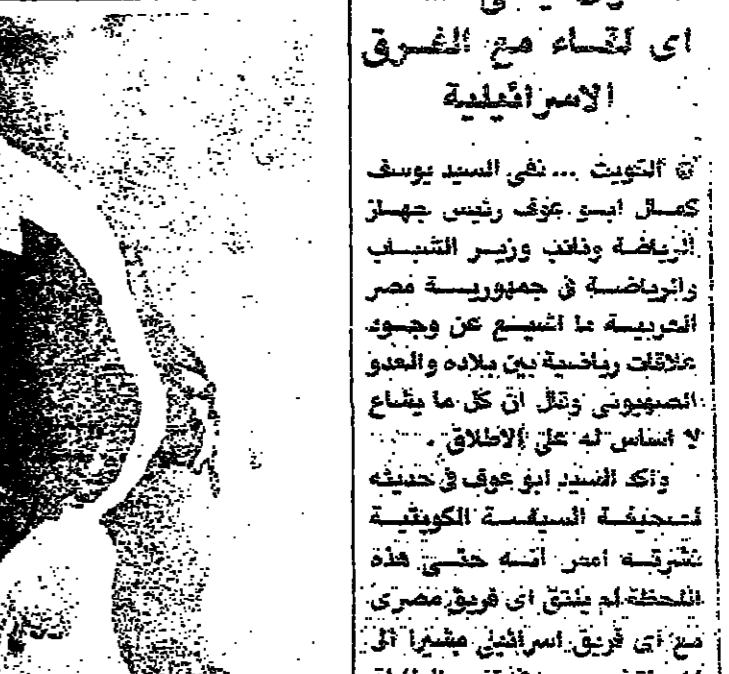 اى لقاء مع الفرق
الاسرائيلية
الكويت ... نفى السيد يوسف
كمال ابو عوف رئيس جهاز
الرياضة ونائب وزير الشباب
والرياضة في جمهورية مصر
العربية ما اشيع عن وجود
علاقات رياضية بين بلاده والعدو
الصهيونى وقال ان كل ما يشاع
لا اساس له على الاطلاق .
واكد السيد ابو عوف في حديثه
لصحيفة السياسة الكويتية
نشرته امس انه حتى هذه
اللحظة لم يلتق اى فريق مصرى
مع اى فريق اسرائيلى مشيرا الى